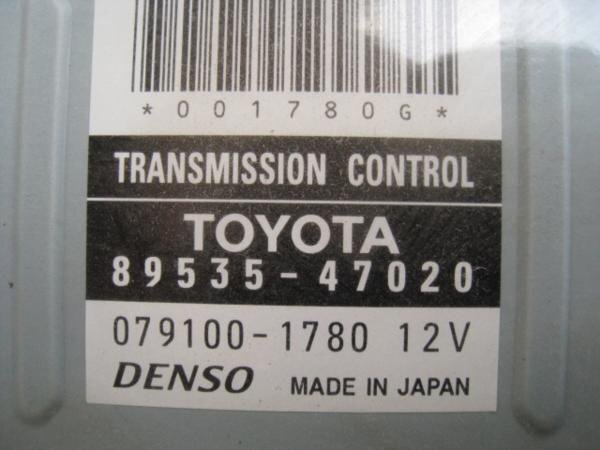 *001780G*
TRANSMISSION CONTROL
TOYOTA
89535-47020
079100-1780 12V
DENSO MADE IN JAPAN